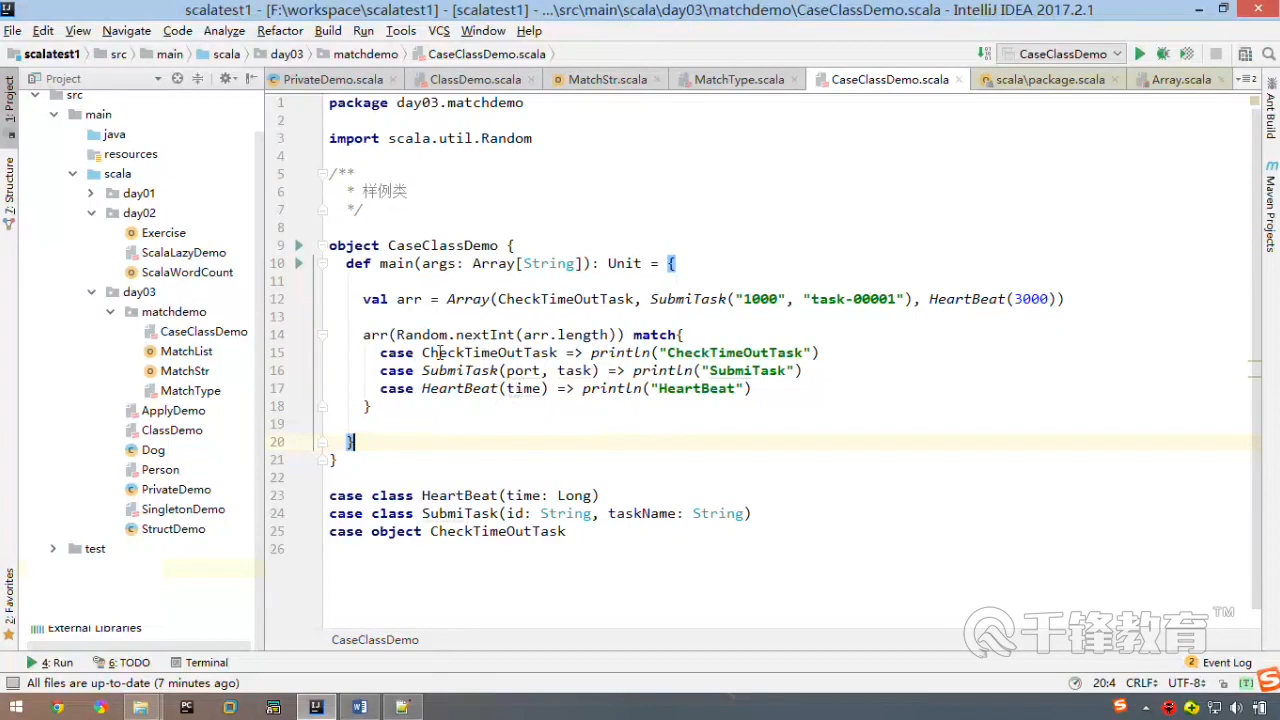 scalatest1 - [F:\workspace\scalatest1] - [scalatest1] - ...\src\main\scala\day03\matchdemo\CaseClassDemo.scala - IntelliJ IDEA 2017.2.1
File Edit View Navigate Code Analyze Refactor Build Run Tools VCS Window Help
scalatest1 src main scala day03 matchdemo CaseClassDemo.scala CaseClassDemo
Project PrivateDemo.scala ClassDemo.scala MatchStr.scala MatchType.scala CaseClassDemo.scala scala\package.scala Array.scala
1: Project
7: Structure
2: Favorites
src
main
java
resources
scala
day01
day02
Exercise
ScalaLazyDemo
ScalaWordCount
day03
matchdemo
CaseClassDemo
MatchList
MatchStr
MatchType
ApplyDemo
ClassDemo
Dog
Person
PrivateDemo
SingletonDemo
StructDemo
test
External Libraries
1 package day03.matchdemo
2
3 import scala.util.Random
4
5 /**
6 * 样例类
7 */
8
9 object CaseClassDemo {
10 def main(args: Array[String]): Unit = {
11
12 val arr = Array(CheckTimeOutTask, SubmiTask("1000", "task-00001"), HeartBeat(3000))
13
14 arr(Random.nextInt(arr.length)) match{
15 case CheckTimeOutTask => println("CheckTimeOutTask")
16 case SubmiTask(port, task) => println("SubmiTask")
17 case HeartBeat(time) => println("HeartBeat")
18 }
19
20 }
21 }
22
23 case class HeartBeat(time: Long)
24 case class SubmiTask(id: String, taskName: String)
25 case object CheckTimeOutTask
26
CaseClassDemo
Ant Build
Maven Projects
千锋教育™
4: Run 6: TODO Terminal 2 Event Log
All files are up-to-date (7 minutes ago) 20:4 CRLF UTF-8 [T]